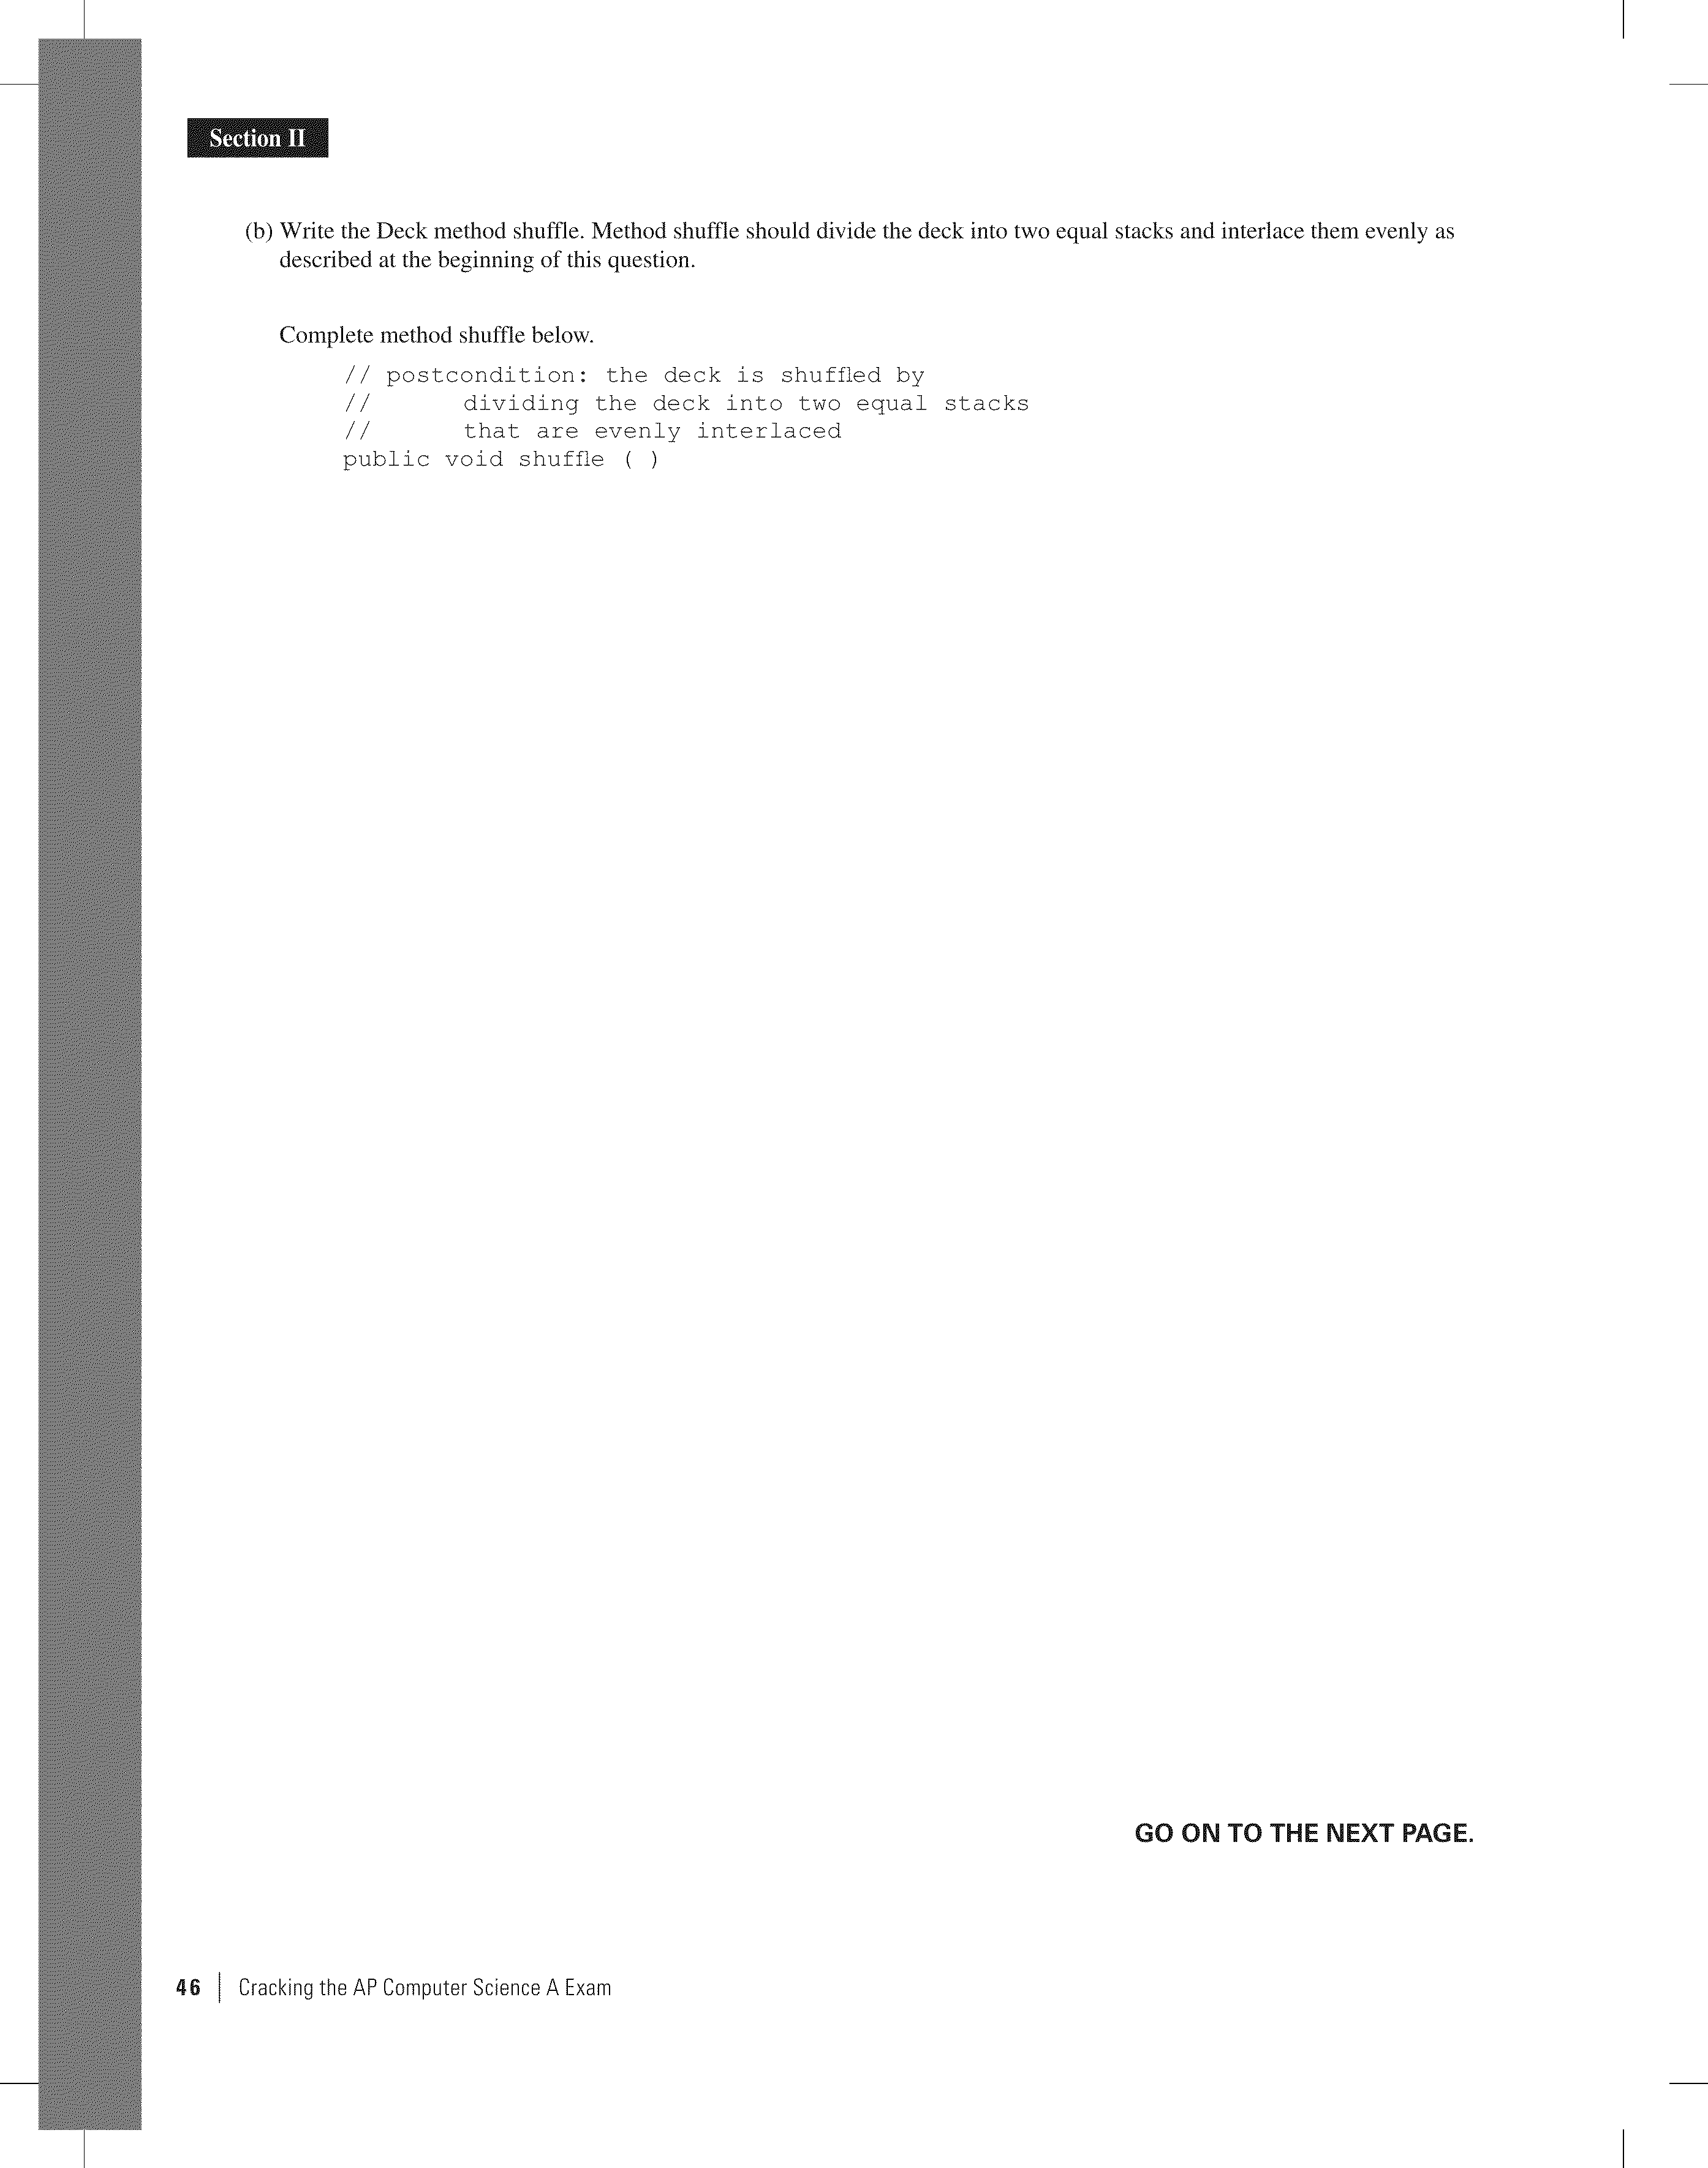 Section II
(b) Write the Deck method shuffle. Method shuffle should divide the deck into two equal stacks and interlace them evenly as
described at the beginning of this question.
Complete method shuffle below.
// postcondition: the deck is shuffled by
//      dividing the deck into two equal stacks
//      that are evenly interlaced
public void shuffle ( )
GO ON TO THE NEXT PAGE.
46 | Cracking the AP Computer Science A Exam